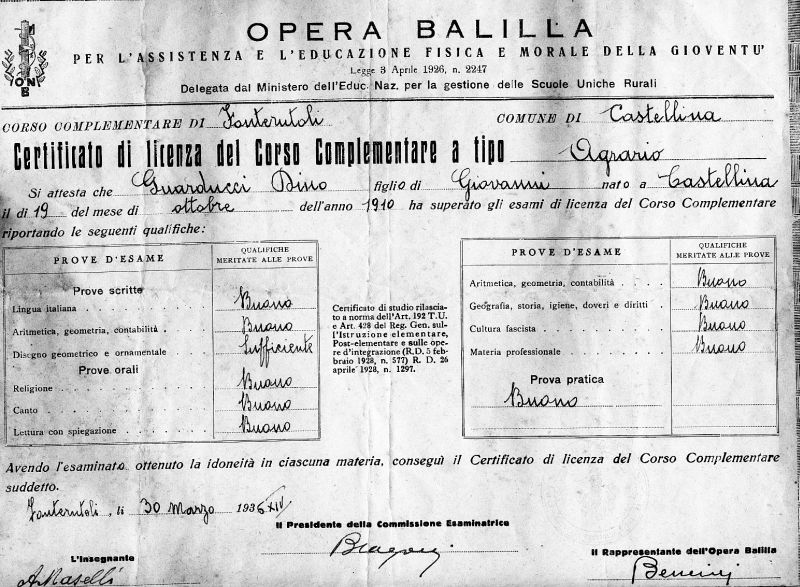 OPERA BALILLA
PER L'ASSISTENZA E L'EDUCAZIONE FISICA E MORALE DELLA GIOVENTU'
Legge 3 Aprile 1926, n. 2247
Delegata dal Ministero dell'Educ. Naz. per la gestione delle Scuole Uniche Rurali
O N B
CORSO COMPLEMENTARE DI Fonterutoli COMUNE DI Castellina
Certificato di licenza del Corso Complementare a tipo Agrario
Si attesta che Guarducci Dino figlio di Giovanni nato a Castellina
il di 19 del mese di ottobre dell'anno 1910 ha superato gli esami di licenza del Corso Complementare
riportando le seguenti qualifiche:
PROVE D'ESAME QUALIFICHE MERITATE ALLE PROVE
Prove scritte
Lingua italiana Buono
Aritmetica, geometria, contabilità Buono
Disegno geometrico e ornamentale Sufficiente
Prove orali
Religione Buono
Canto Buono
Lettura con spiegazione Buono
Certificato di studio rilascia-
to a norma dell'Art. 192 T.U.
e Art. 428 del Reg. Gen. sul-
l'Istruzione elementare,
Post-elementare e sulle ope-
re d'integrazione (R.D. 5 feb-
braio 1928, n. 577) R. D. 26
aprile 1928, n. 1297.
PROVE D'ESAME QUALIFICHE MERITATE ALLE PROVE
Aritmetica, geometria, contabilità Buono
Geografia, storia, igiene, doveri e diritti Buono
Cultura fascista Buono
Materia professionale Buono
Prova pratica
Buono
Avendo l'esaminato ottenuto la idoneità in ciascuna materia, conseguì il Certificato di licenza del Corso Complementare
suddetto.
Fonterutoli, li 30 Marzo 1936 XIV
Il Presidente della Commissione Esaminatrice
L'Insegnante
A. Maselli
Il Rappresentante dell'Opera Balilla